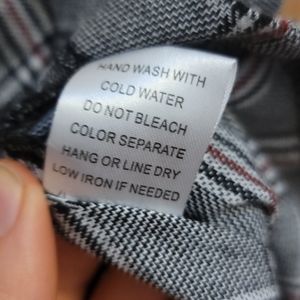 HAND WASH WITH
COLD WATER
DO NOT BLEACH
COLOR SEPARATE
HANG OR LINE DRY
LOW IRON IF NEEDED